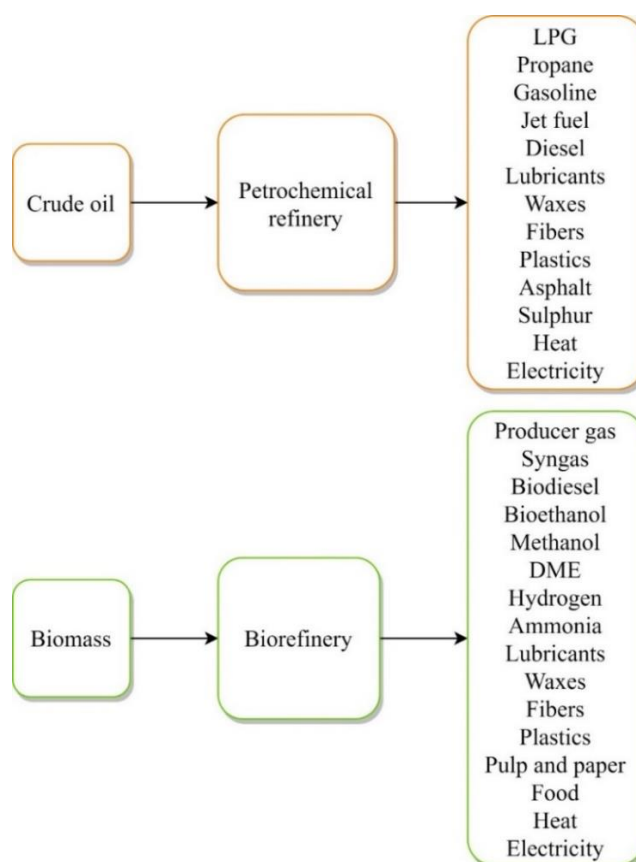 Crude oil
Petrochemical
refinery
LPG
Propane
Gasoline
Jet fuel
Diesel
Lubricants
Waxes
Fibers
Plastics
Asphalt
Sulphur
Heat
Electricity
Biomass
Biorefinery
Producer gas
Syngas
Biodiesel
Bioethanol
Methanol
DME
Hydrogen
Ammonia
Lubricants
Waxes
Fibers
Plastics
Pulp and paper
Food
Heat
Electricity